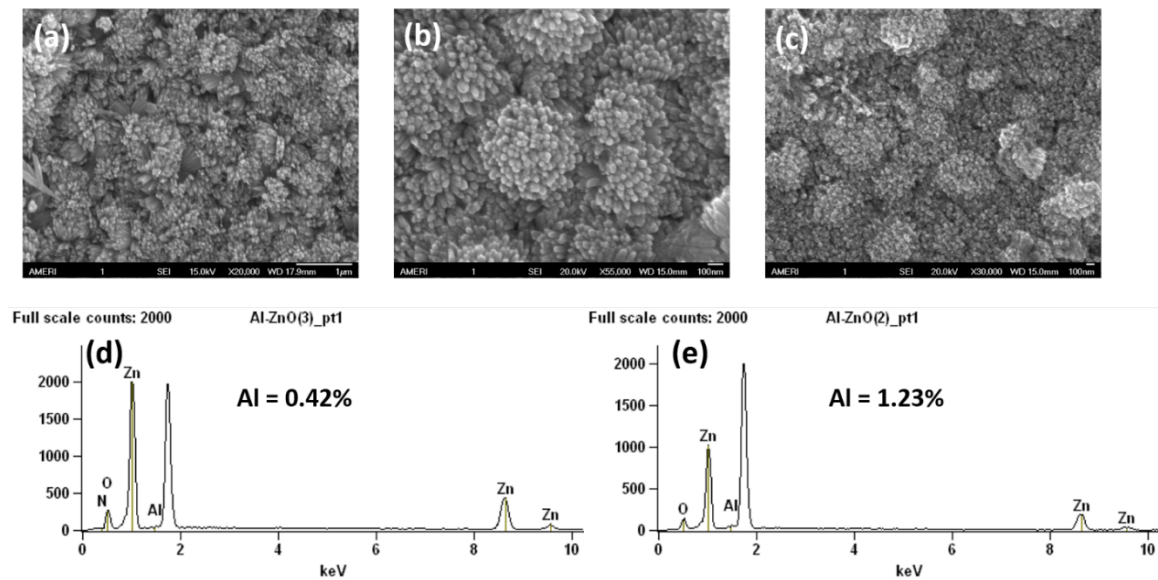 (a)
AMERI 1 SEI 15.0kV X20,000 WD 17.9mm 1μm
(b)
AMERI 1 SEI 20.0kV X55,000 WD 15.0mm 100nm
(c)
AMERI 1 SEI 20.0kV X30,000 WD 15.0mm 100nm
Full scale counts: 2000 Al-ZnO(3)_pt1
(d)
Al = 0.42%
2000
1500
1000
500
0
Zn
O
N
Al
Zn
Zn
0 2 4 6 8 10
keV
Full scale counts: 2000 Al-ZnO(2)_pt1
(e)
Al = 1.23%
2000
1500
1000
500
0
Zn
O
Al
Zn
Zn
0 2 4 6 8 10
keV